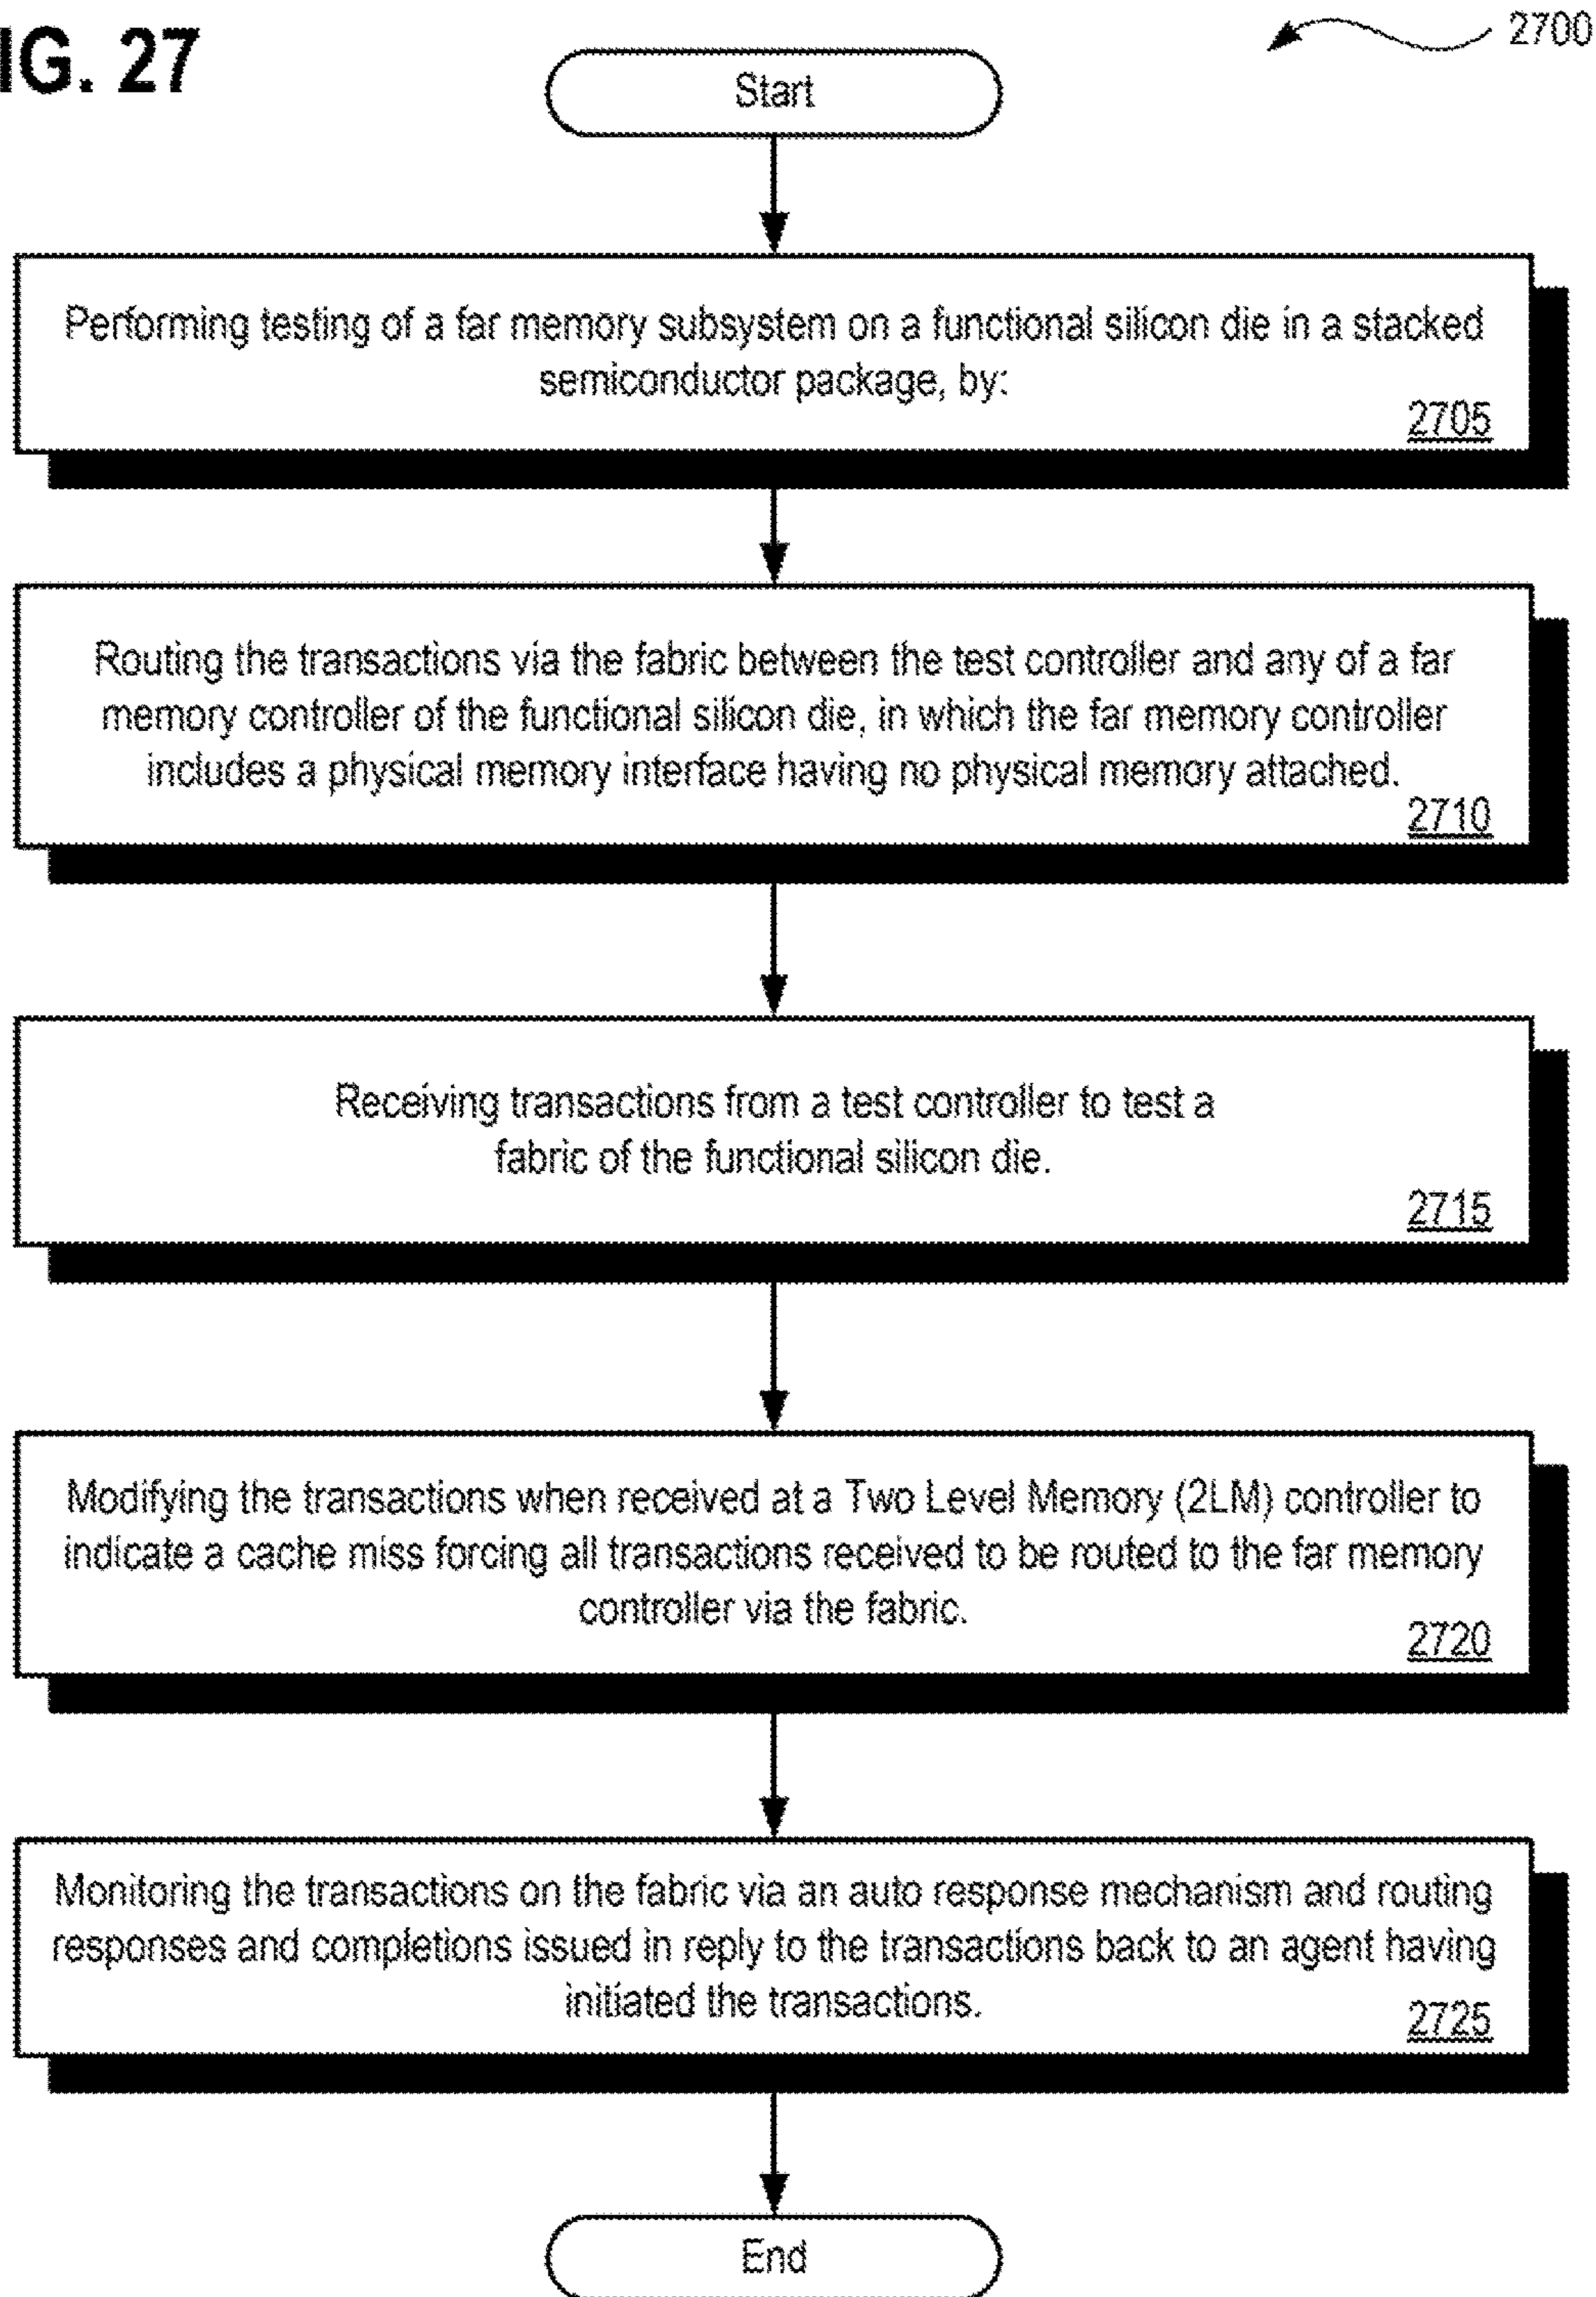 IG. 27
2700
Start
Performing testing of a far memory subsystem on a functional silicon die in a stacked
semiconductor package, by:
2705
Routing the transactions via the fabric between the test controller and any of a far
memory controller of the functional silicon die, in which the far memory controller
includes a physical memory interface having no physical memory attached.
2710
Receiving transactions from a test controller to test a
fabric of the functional silicon die.
2715
Modifying the transactions when received at a Two Level Memory (2LM) controller to
indicate a cache miss forcing all transactions received to be routed to the far memory
controller via the fabric.
2720
Monitoring the transactions on the fabric via an auto response mechanism and routing
responses and completions issued in reply to the transactions back to an agent having
initiated the transactions.
2725
End